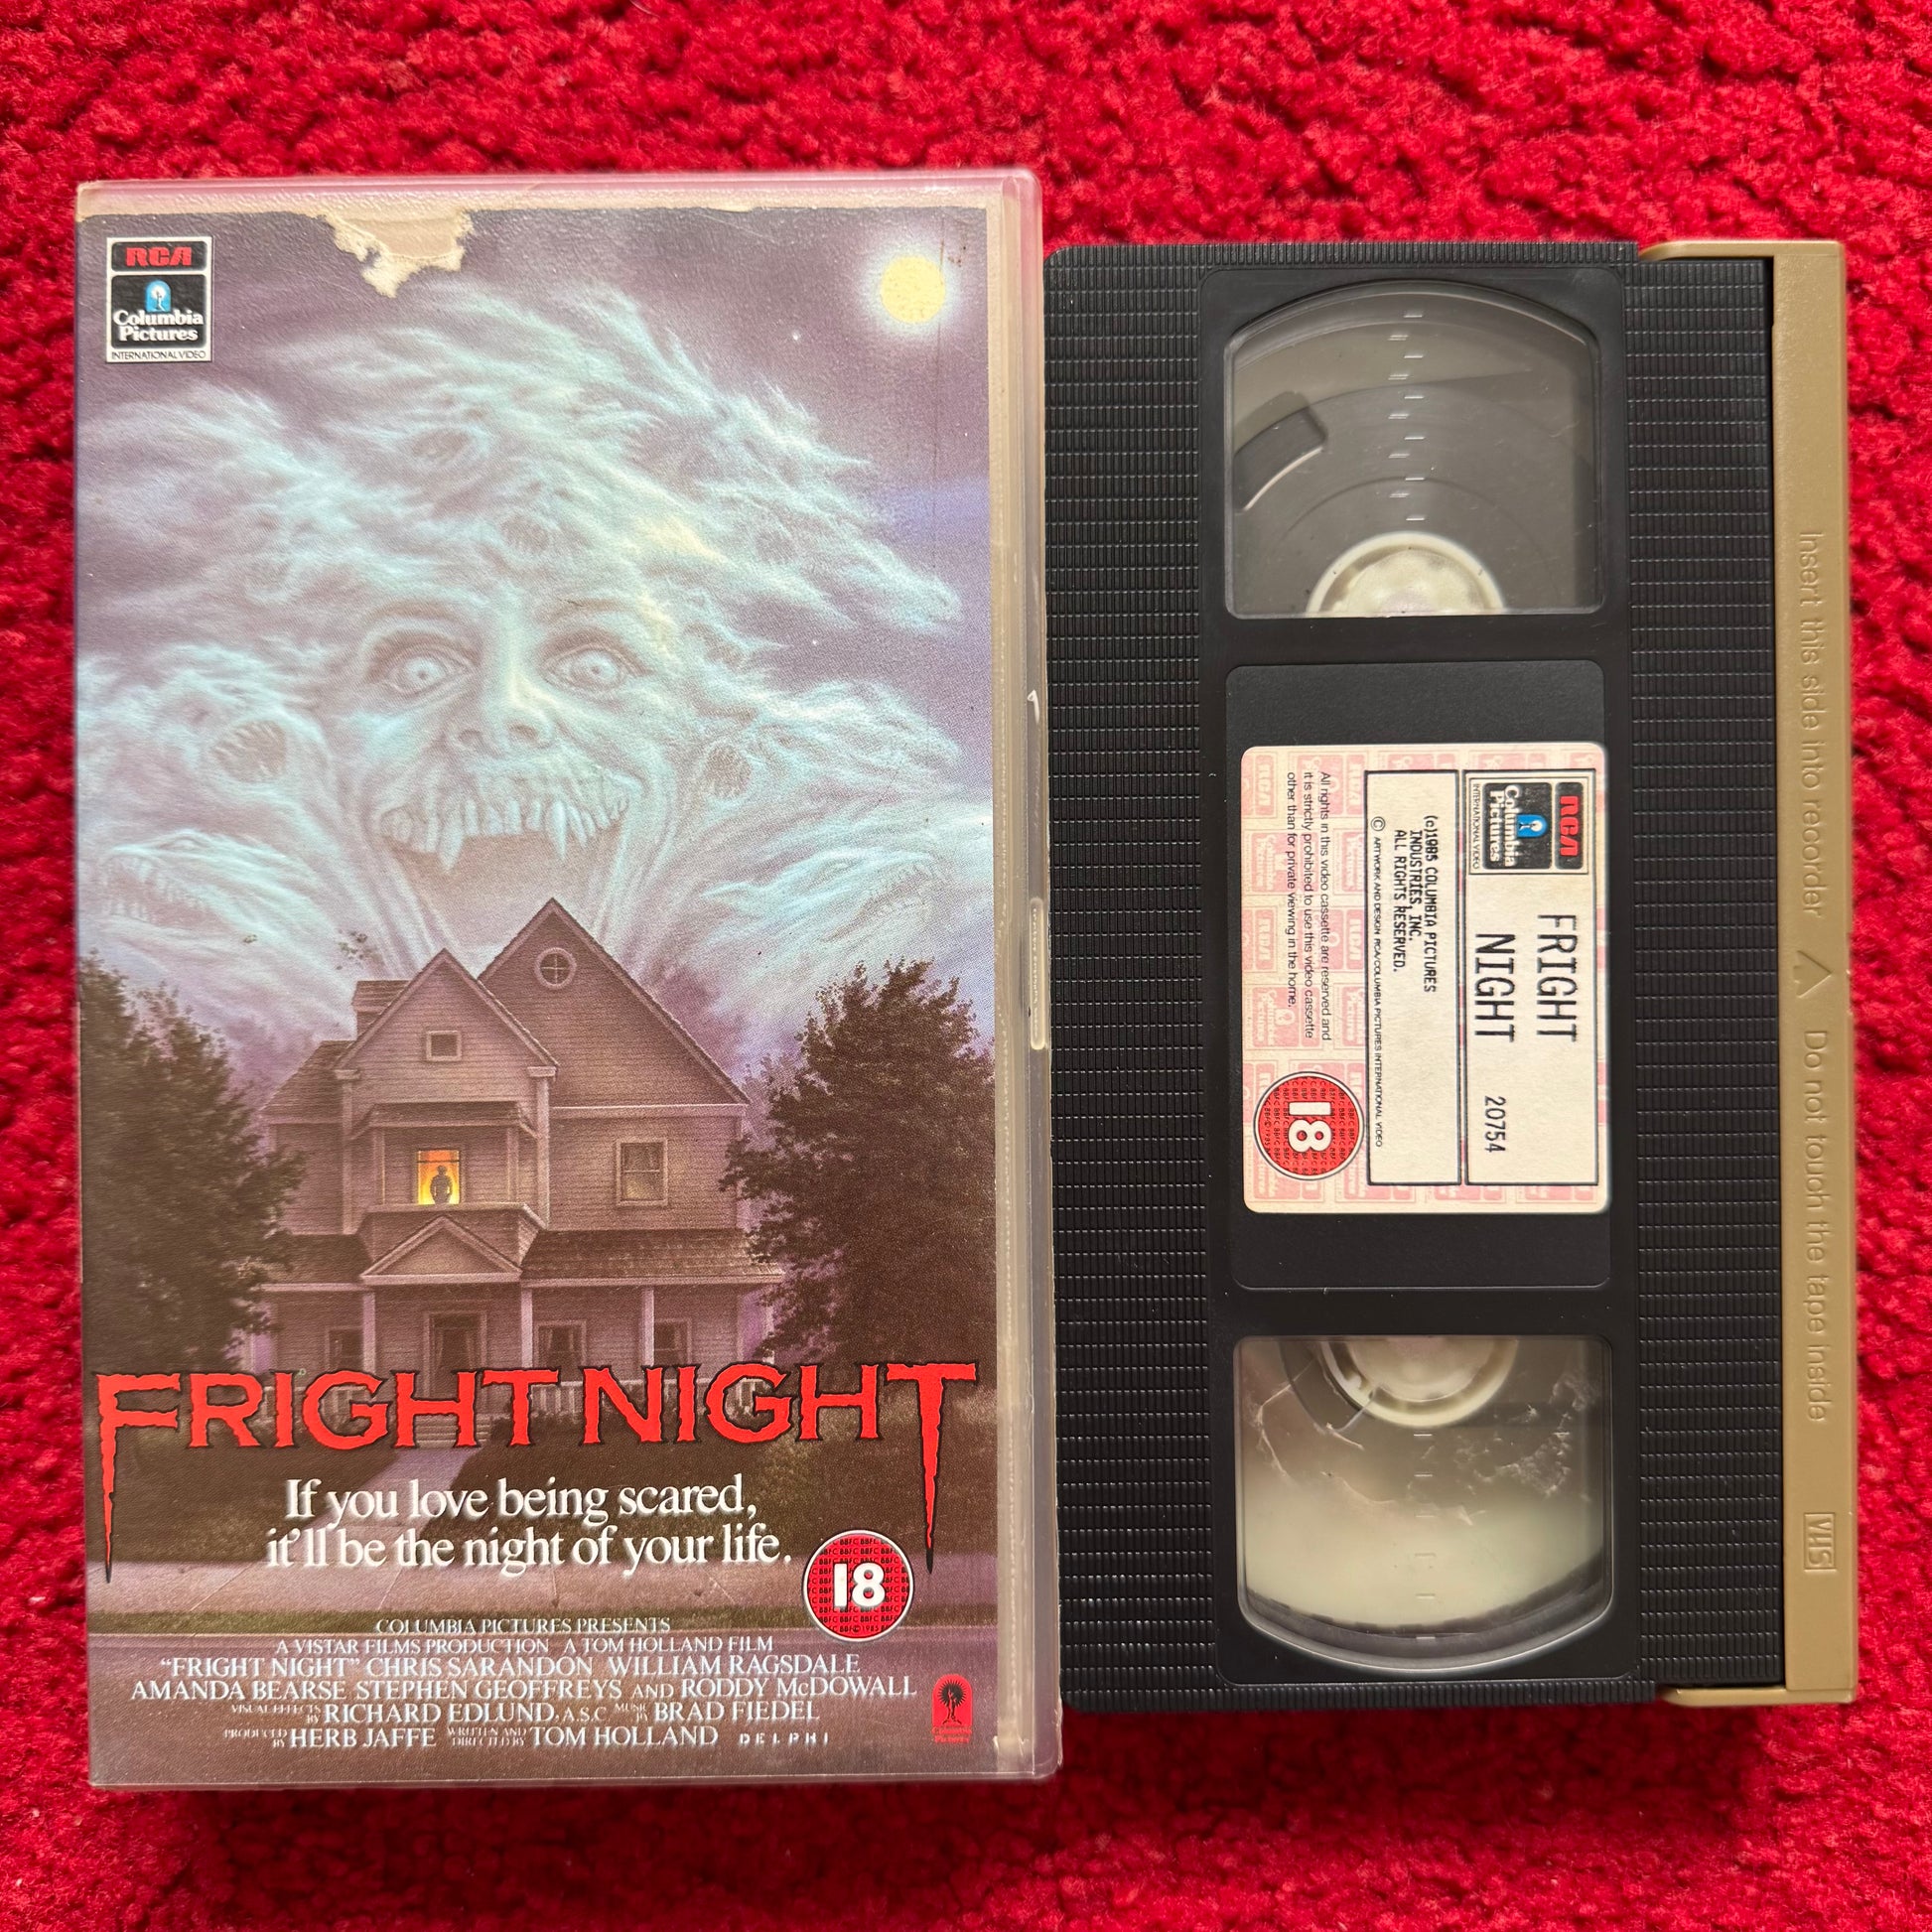 RCA
Columbia
Pictures
INTERNATIONAL VIDEO
FRIGHT NIGHT
If you love being scared,
it'll be the night of your life.
18
COLUMBIA PICTURES PRESENTS
A VISTAR FILMS PRODUCTION A TOM HOLLAND FILM
"FRIGHT NIGHT" CHRIS SARANDON WILLIAM RAGSDALE
AMANDA BEARSE STEPHEN GEOFFREYS AND RODDY McDOWALL
VISUAL EFFECTS BY RICHARD EDLUND, A.S.C. MUSIC BY BRAD FIEDEL
PRODUCED BY HERB JAFFE WRITTEN AND DIRECTED BY TOM HOLLAND DELPHI
Columbia
Pictures
RCA
Columbia
Pictures
INTERNATIONAL VIDEO
FRIGHT
NIGHT
20754
(c)1985 COLUMBIA PICTURES
INDUSTRIES INC.
ALL RIGHTS RESERVED.
© ARTWORK AND DESIGN RCA/COLUMBIA PICTURES INTERNATIONAL VIDEO
All rights in this video cassette are reserved and
it is strictly prohibited to use this video cassette
other than for private viewing in the home.
18
Insert this side into recorder △ Do not touch the tape inside
VHS